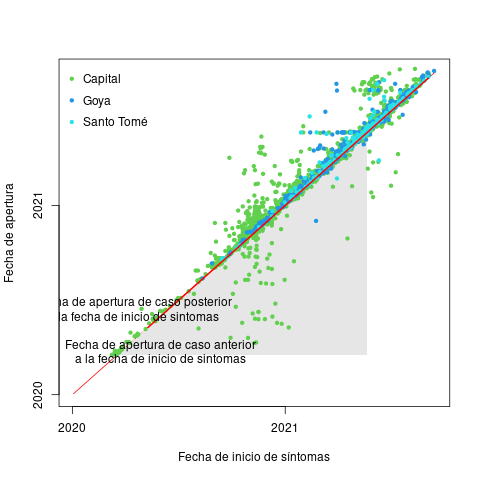 Capital
Goya
Santo Tomé
Fecha de apertura
2021
2020
de apertura de caso posterior
la fecha de inicio de síntomas
Fecha de apertura de caso anterior
a la fecha de inicio de síntomas
2020
2021
Fecha de inicio de síntomas